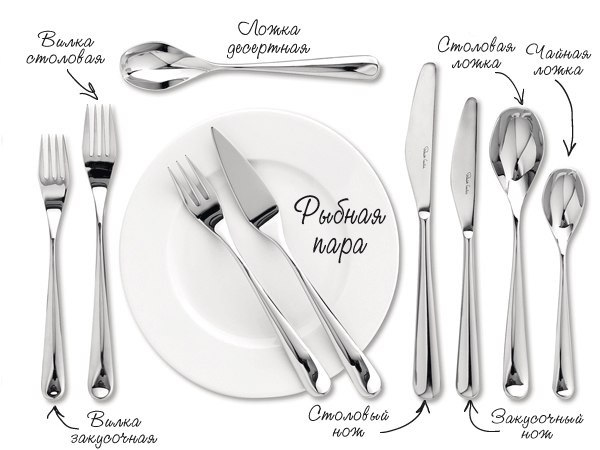 Вилка
столовая
Ложка
десертная
Столовая
ложка
Чайная
ложка
Рыбная
пара
Вилка
закусочная
Столовый
нож
Закусочный
нож